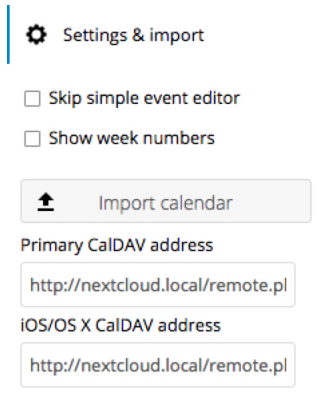 Settings & import
Skip simple event editor
Show week numbers
Import calendar
Primary CalDAV address
http://nextcloud.local/remote.pl
iOS/OS X CalDAV address
http://nextcloud.local/remote.pl